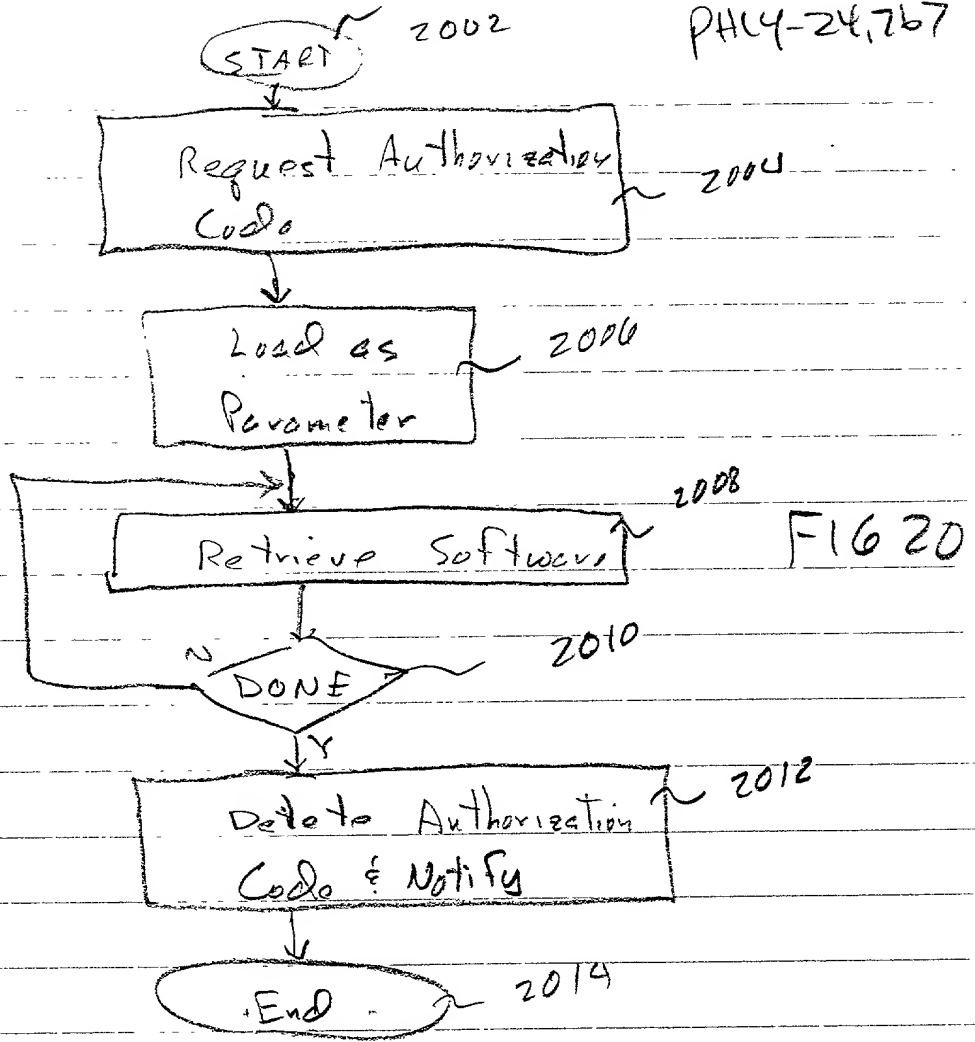 2002
PHLY-24,767
START
Request Authorization
Code
2004
Load as
Parameter
2006
2008
Retrieve Software
FIG 20
2010
N
DONE
Y
2012
Delete Authorization
Code & Notify
End
2014